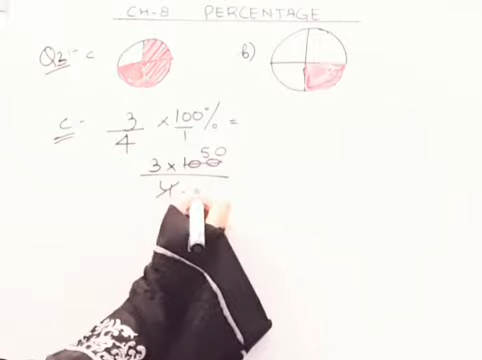 CH-8 PERCENTAGE
Q2:- c
b)
c- 3/4 × 100%/1 =
50
3 × 100
4